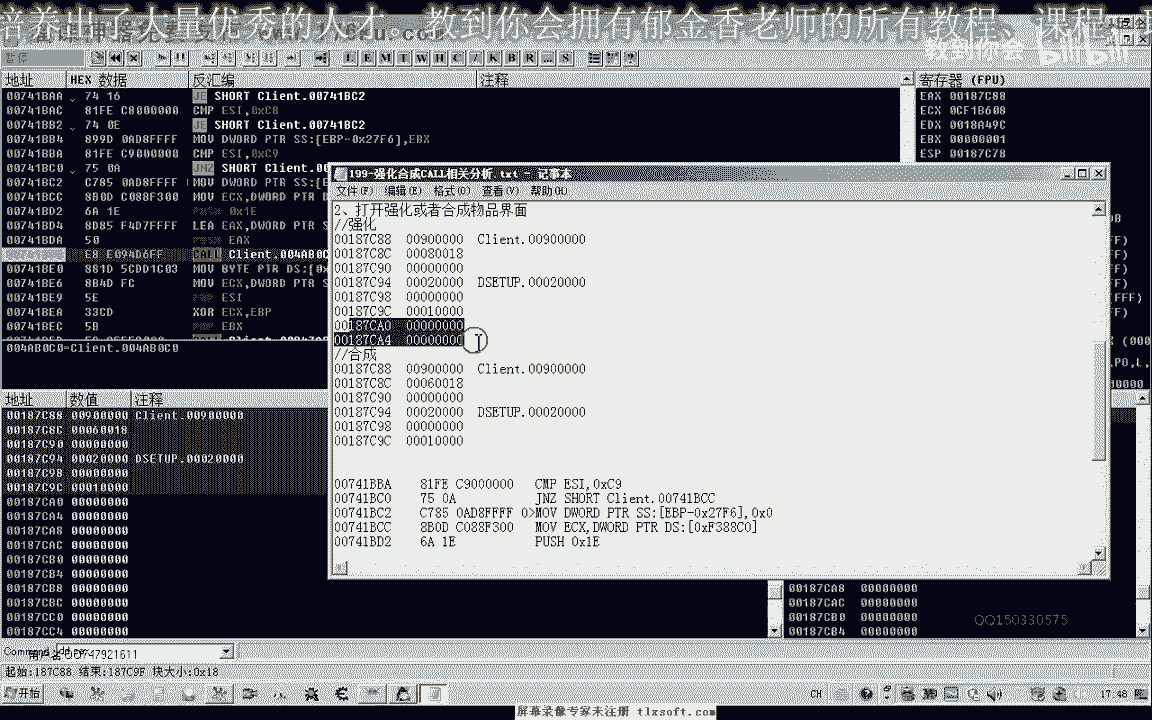 培养出了大量优秀的人才
教到你会拥有郁金香老师的所有教程、课程
教到你会 bilibili
L E M T W H C / K B R ... S
地址 HEX 数据 反汇编 注释
00741BAA 74 16 JE SHORT Client.00741BC2
00741BAC 81FE C8000000 CMP ESI,0xC8
00741BB2 74 0E JE SHORT Client.00741BC2
00741BB4 899D 0AD8FFFF MOV DWORD PTR SS:[EBP-0x27F6],EBX
00741BBA 81FE C9000000 CMP ESI,0xC9
00741BC0 75 0A JNZ SHORT Client.00
00741BC2 C785 0AD8FFFF MOV DWORD PTR SS:[
00741BCC 8B0D C088F300 MOV ECX,DWORD PTR D
00741BD2 6A 1E PUSH 0x1E
00741BD4 8D85 F4D7FFFF LEA EAX,DWORD PTR S
00741BDA 50 PUSH EAX
E8 E094D6FF CALL Client.004AB0C
00741BE0 881D 5CDD1C03 MOV BYTE PTR DS:[0
00741BE6 8B4D FC MOV ECX,DWORD PTR
00741BE9 5E POP ESI
00741BEA 33CD XOR ECX,EBP
00741BEC 5B POP EBX
004AB0C0=Client.004AB0C0
寄存器 (FPU)
EAX 00187C88
ECX 0CF1B608
EDX 0018A49C
EBX 00000001
ESP 00187C78
199-强化合成CALL相关分析.txt - 记事本
文件(F) 编辑(E) 格式(O) 查看(V) 帮助(H)
2、打开强化或者合成物品界面
//强化
00187C88 00900000 Client.00900000
00187C8C 00080018
00187C90 00000000
00187C94 00020000 DSETUP.00020000
00187C98 00000000
00187C9C 00010000
00187CA0 00000000
00187CA4 00000000
//合成
00187C88 00900000 Client.00900000
00187C8C 00060018
00187C90 00000000
00187C94 00020000 DSETUP.00020000
00187C98 00000000
00187C9C 00010000
00741BBA 81FE C9000000 CMP ESI,0xC9
00741BC0 75 0A JNZ SHORT Client.00741BCC
00741BC2 C785 0AD8FFFF 0>MOV DWORD PTR SS:[EBP-0x27F6],0x0
00741BCC 8B0D C088F300 MOV ECX,DWORD PTR DS:[0xF388C0]
00741BD2 6A 1E PUSH 0x1E
地址 数值 注释
00187C88 00900000 Client.00900000
00187C8C 00060018
00187C90 00000000
00187C94 00020000 DSETUP.00020000
00187C98 00000000
00187C9C 00010000
00187CA0 00000000
00187CA4 00000000
00187CA8 00000000
00187CAC 00000000
00187CB0 00000000
00187CB4 00000000
00187CB8 00000000
00187CBC 00000000
00187CC0 00000000
00187CC4 00000000
00187CA8 00000000
00187CAC 00000000
00187CB0 00000000
00187CB4 00000000
QQ150330575
起始:187C88 结束:187C9F 块大小:0x18
开始
CH
17:48
屏幕录像专家未注册 tlxsoft.com